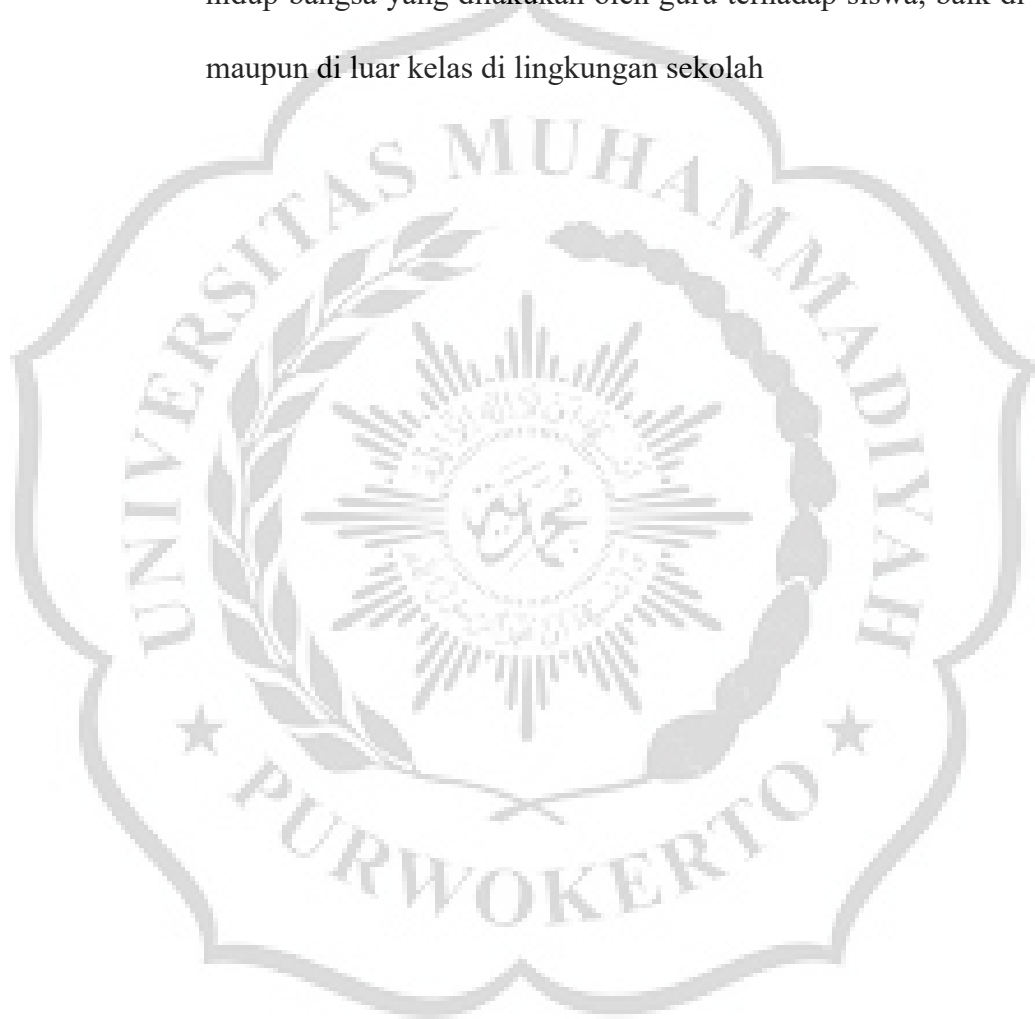 hidup bangsa yang dilakukan oleh guru terhadap siswa, baik di
maupun di luar kelas di lingkungan sekolah
UNIVERSITAS MUHAMMADIYAH
PURWOKERTO